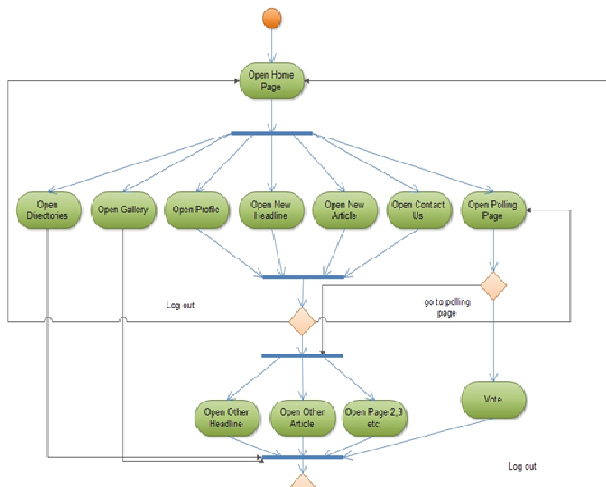 Open Home
Page
Open
Directories
Open Gallery
Open Profile
Open New
Headline
Open New
Article
Open Contact
Us
Open Polling
Page
Log out
go to polling
page
Open Other
Headline
Open Other
Article
Open Page 2,3
etc
Vote
Log out